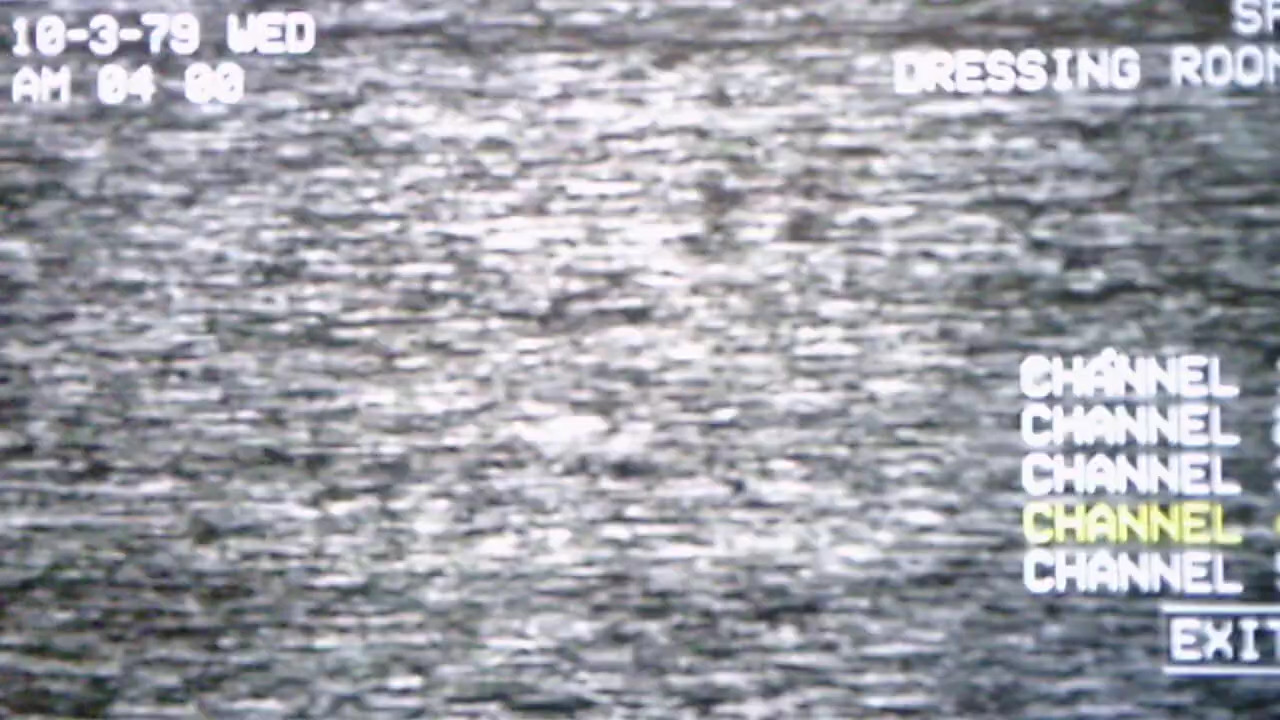 10-3-79 WED
AM 04 00
DRESSING ROOM
CHANNEL
CHANNEL
CHANNEL
CHANNEL
CHANNEL
EXIT